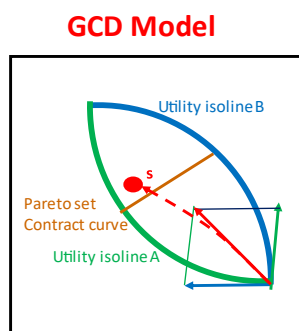 GCD Model
Utility isoline B
s
Pareto set
Contract curve
Utility isoline A